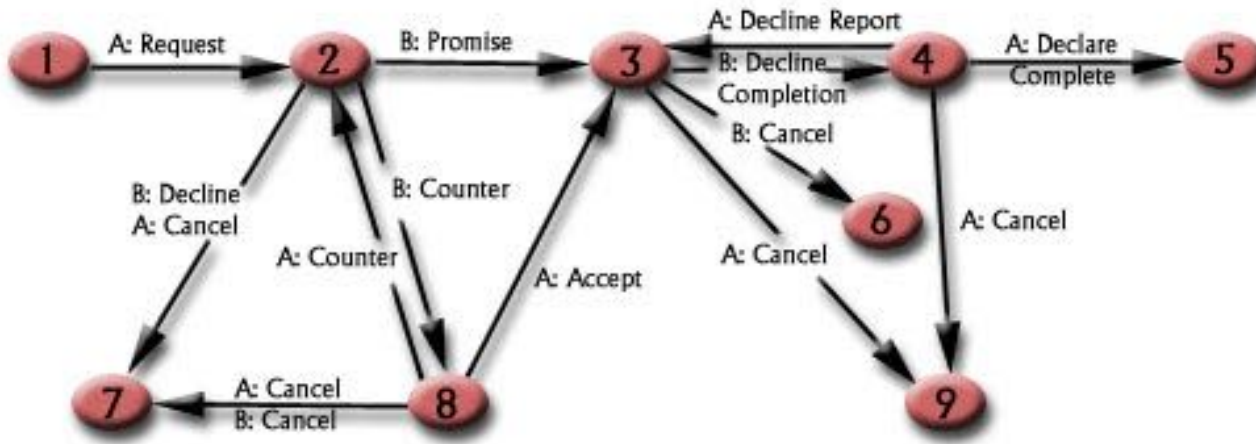 A: Decline Report
1
A: Request
2
B: Promise
3
B: Decline
Completion
4
A: Declare
Complete
5
B: Cancel
B: Decline
A: Cancel
B: Counter
6
A: Counter
A: Accept
A: Cancel
A: Cancel
7
A: Cancel
B: Cancel
8
9